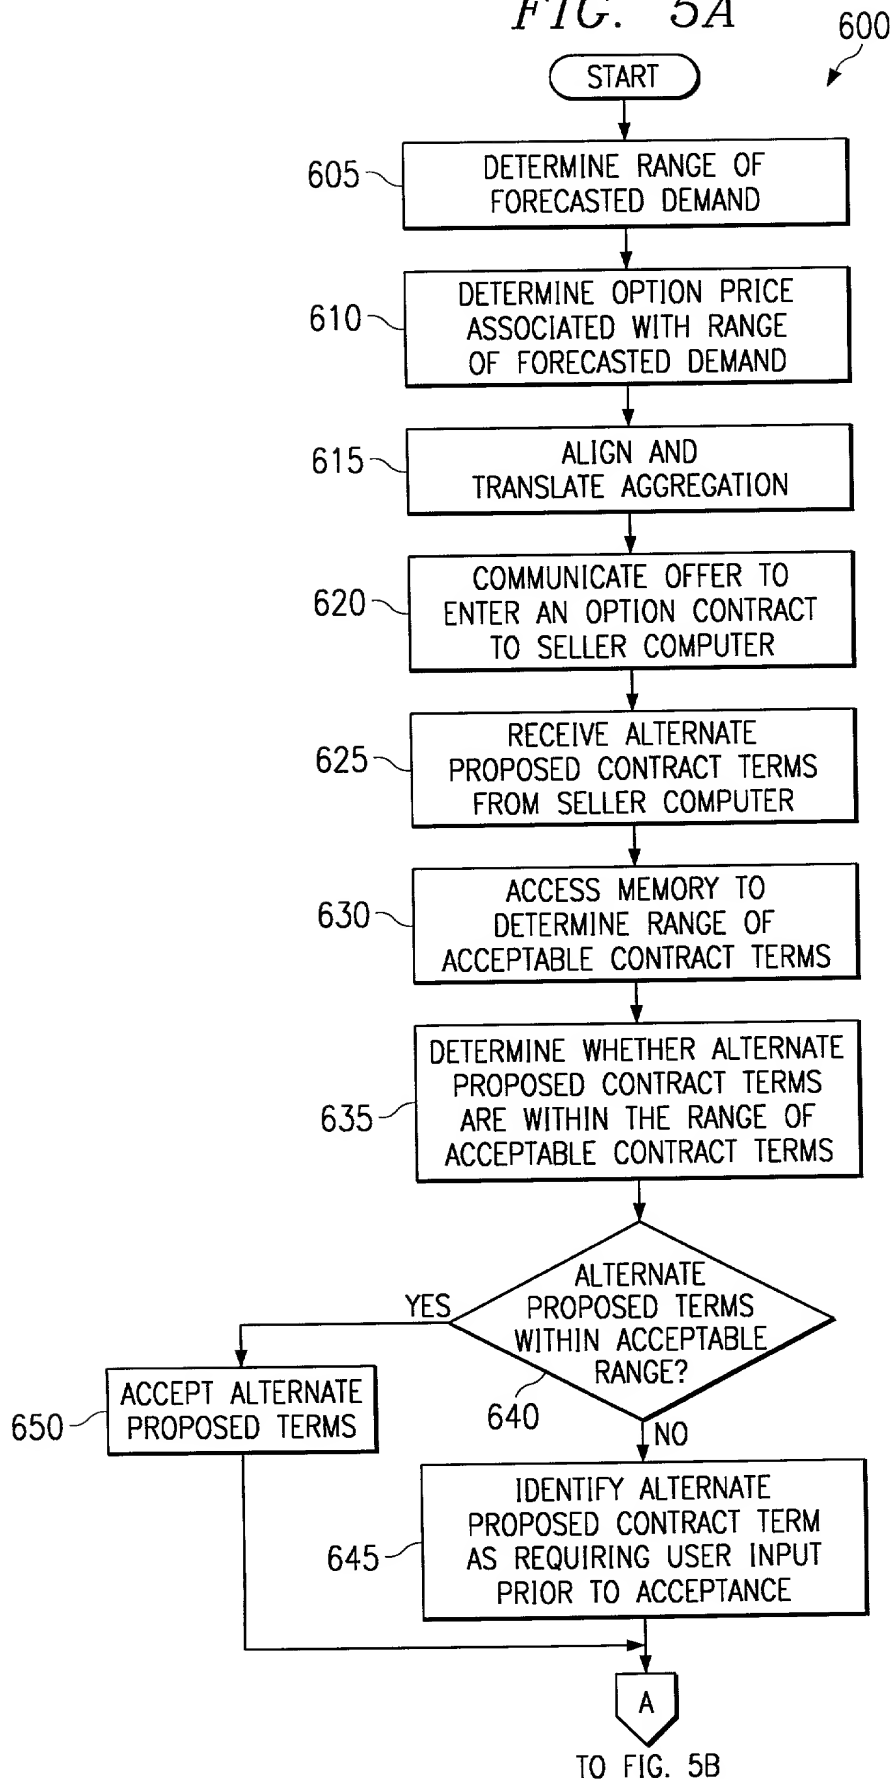 FIG. 5A
600
START
605
DETERMINE RANGE OF
FORECASTED DEMAND
610
DETERMINE OPTION PRICE
ASSOCIATED WITH RANGE
OF FORECASTED DEMAND
615
ALIGN AND
TRANSLATE AGGREGATION
620
COMMUNICATE OFFER TO
ENTER AN OPTION CONTRACT
TO SELLER COMPUTER
625
RECEIVE ALTERNATE
PROPOSED CONTRACT TERMS
FROM SELLER COMPUTER
630
ACCESS MEMORY TO
DETERMINE RANGE OF
ACCEPTABLE CONTRACT TERMS
635
DETERMINE WHETHER ALTERNATE
PROPOSED CONTRACT TERMS
ARE WITHIN THE RANGE OF
ACCEPTABLE CONTRACT TERMS
ALTERNATE
PROPOSED TERMS
WITHIN ACCEPTABLE
RANGE?
640
YES
650
ACCEPT ALTERNATE
PROPOSED TERMS
NO
645
IDENTIFY ALTERNATE
PROPOSED CONTRACT TERM
AS REQUIRING USER INPUT
PRIOR TO ACCEPTANCE
A
TO FIG. 5B